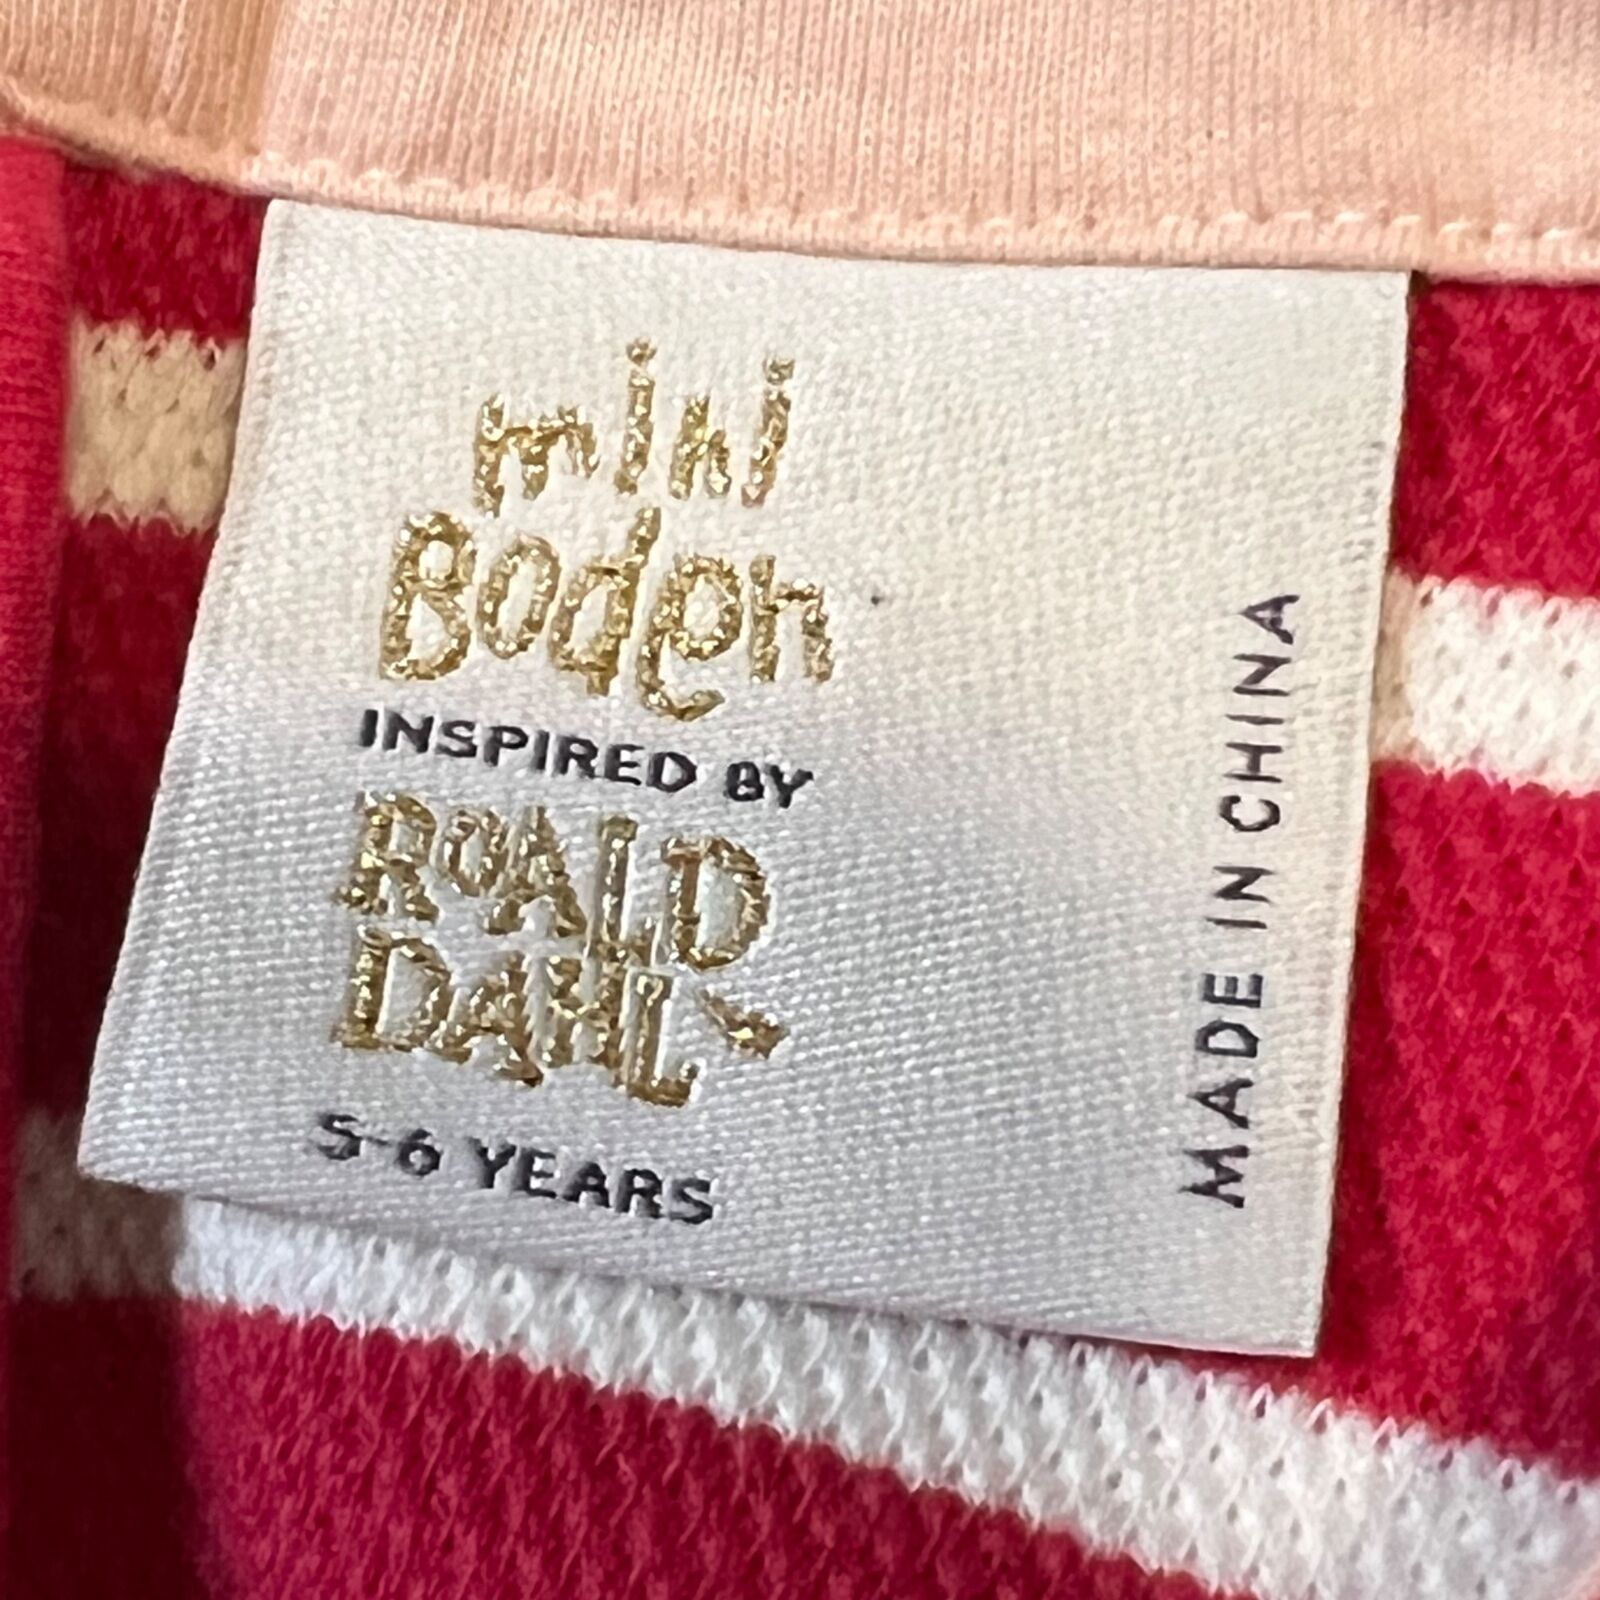 mini
Boden
INSPIRED BY
ROALD
DAHL
5-6 YEARS
MADE IN CHINA